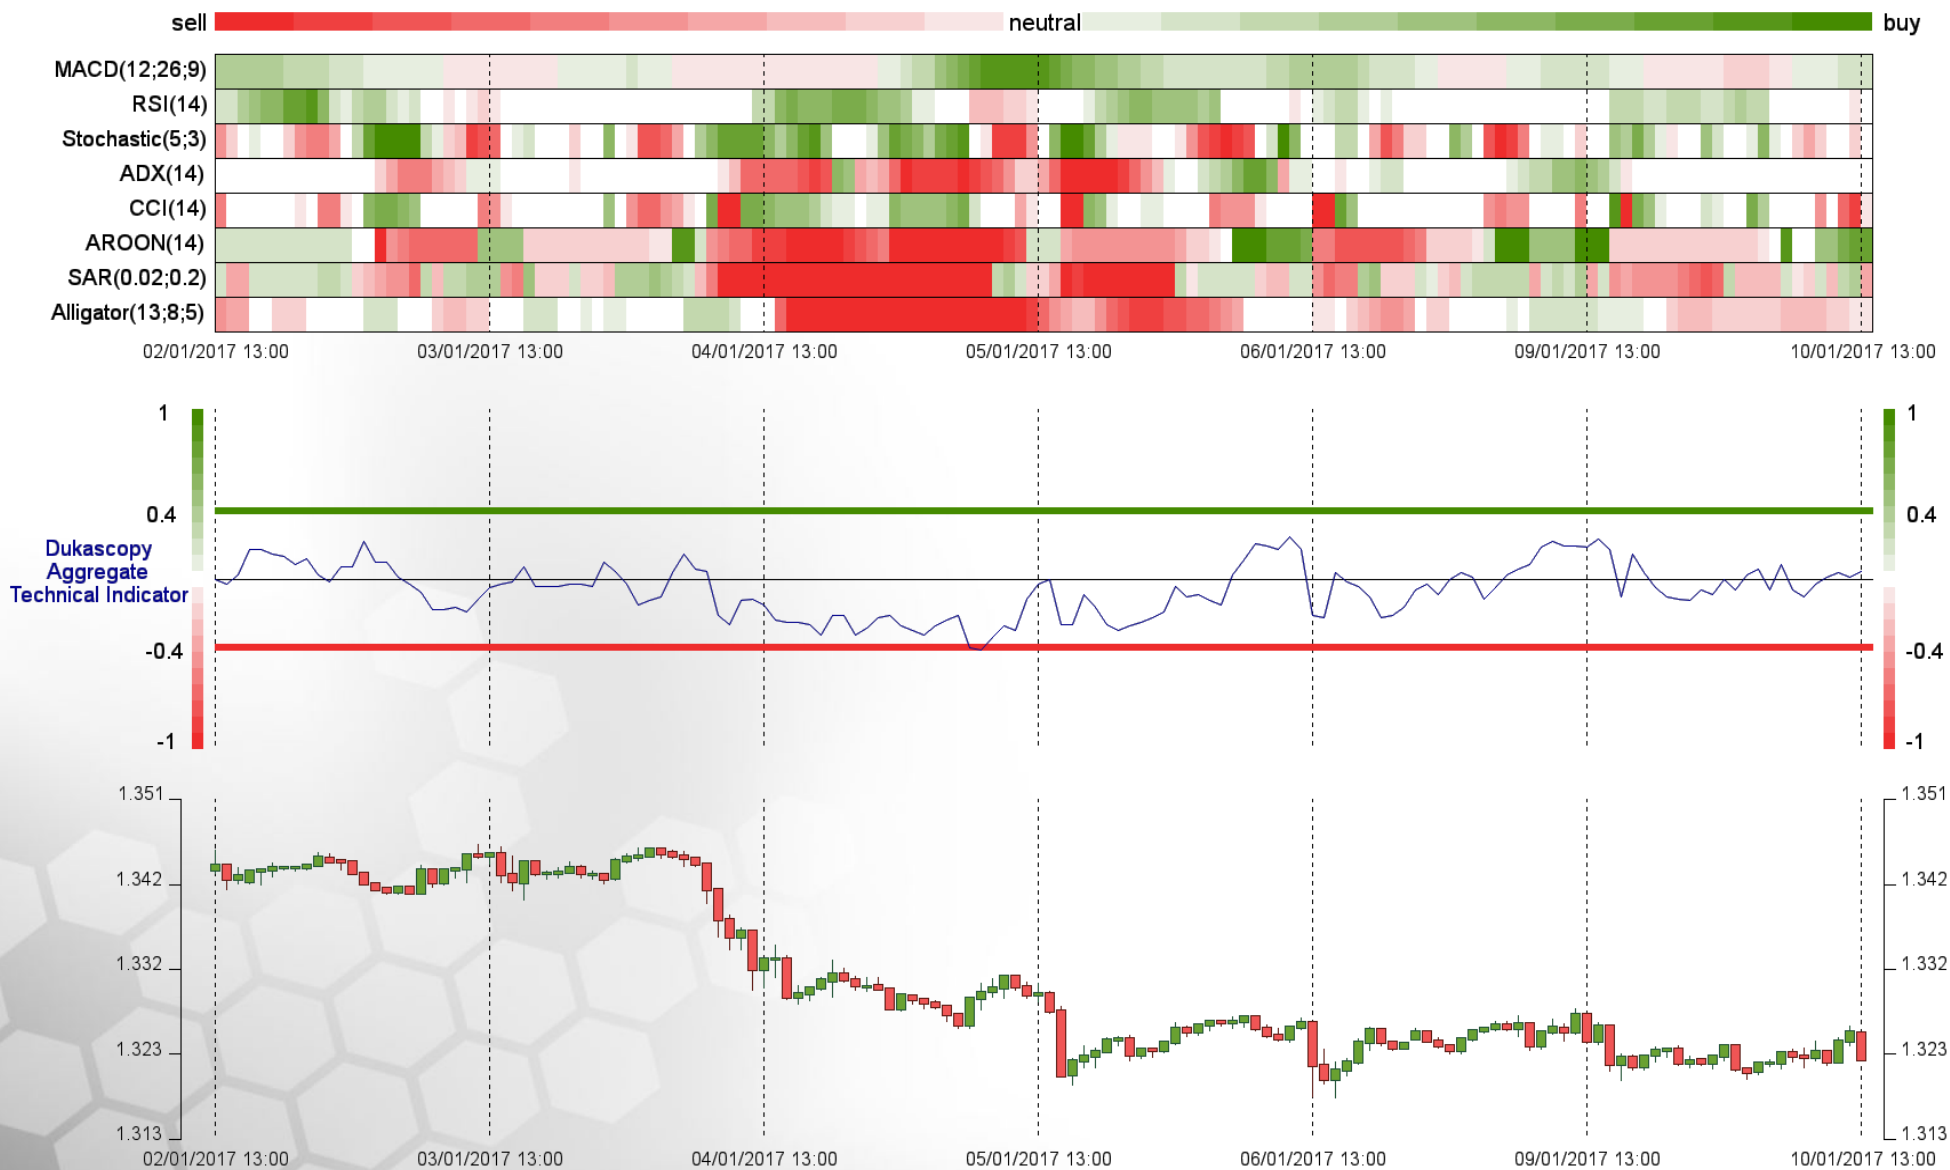 sell neutral buy
MACD(12;26;9)
RSI(14)
Stochastic(5;3)
ADX(14)
CCI(14)
AROON(14)
SAR(0.02;0.2)
Alligator(13;8;5)
02/01/2017 13:00 03/01/2017 13:00 04/01/2017 13:00 05/01/2017 13:00 06/01/2017 13:00 09/01/2017 13:00 10/01/2017 13:00
1 1
0.4 0.4
Dukascopy
Aggregate
Technical Indicator
-0.4 -0.4
-1 -1
1.351 1.351
1.342 1.342
1.332 1.332
1.323 1.323
1.313 1.313
02/01/2017 13:00 03/01/2017 13:00 04/01/2017 13:00 05/01/2017 13:00 06/01/2017 13:00 09/01/2017 13:00 10/01/2017 13:00